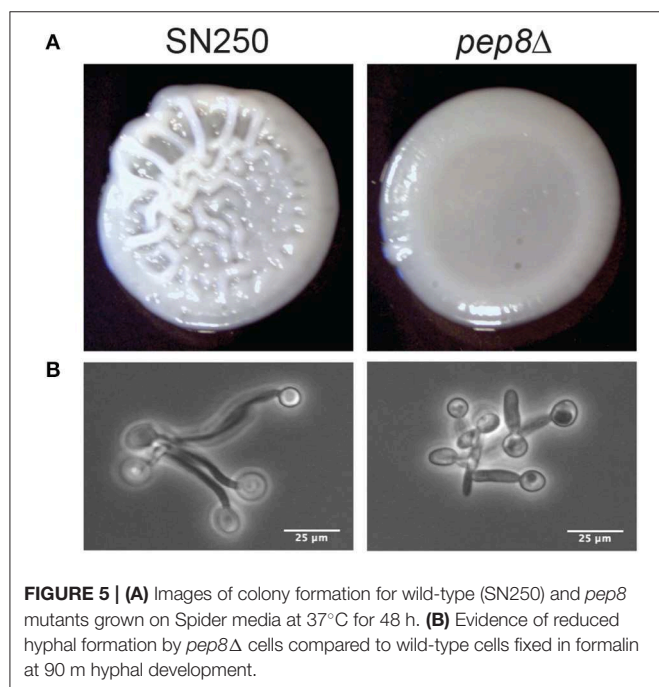 SN250 pep8Δ
A
B
25 μm 25 μm
FIGURE 5 | (A) Images of colony formation for wild-type (SN250) and pep8
mutants grown on Spider media at 37°C for 48 h. (B) Evidence of reduced
hyphal formation by pep8Δ cells compared to wild-type cells fixed in formalin
at 90 m hyphal development.